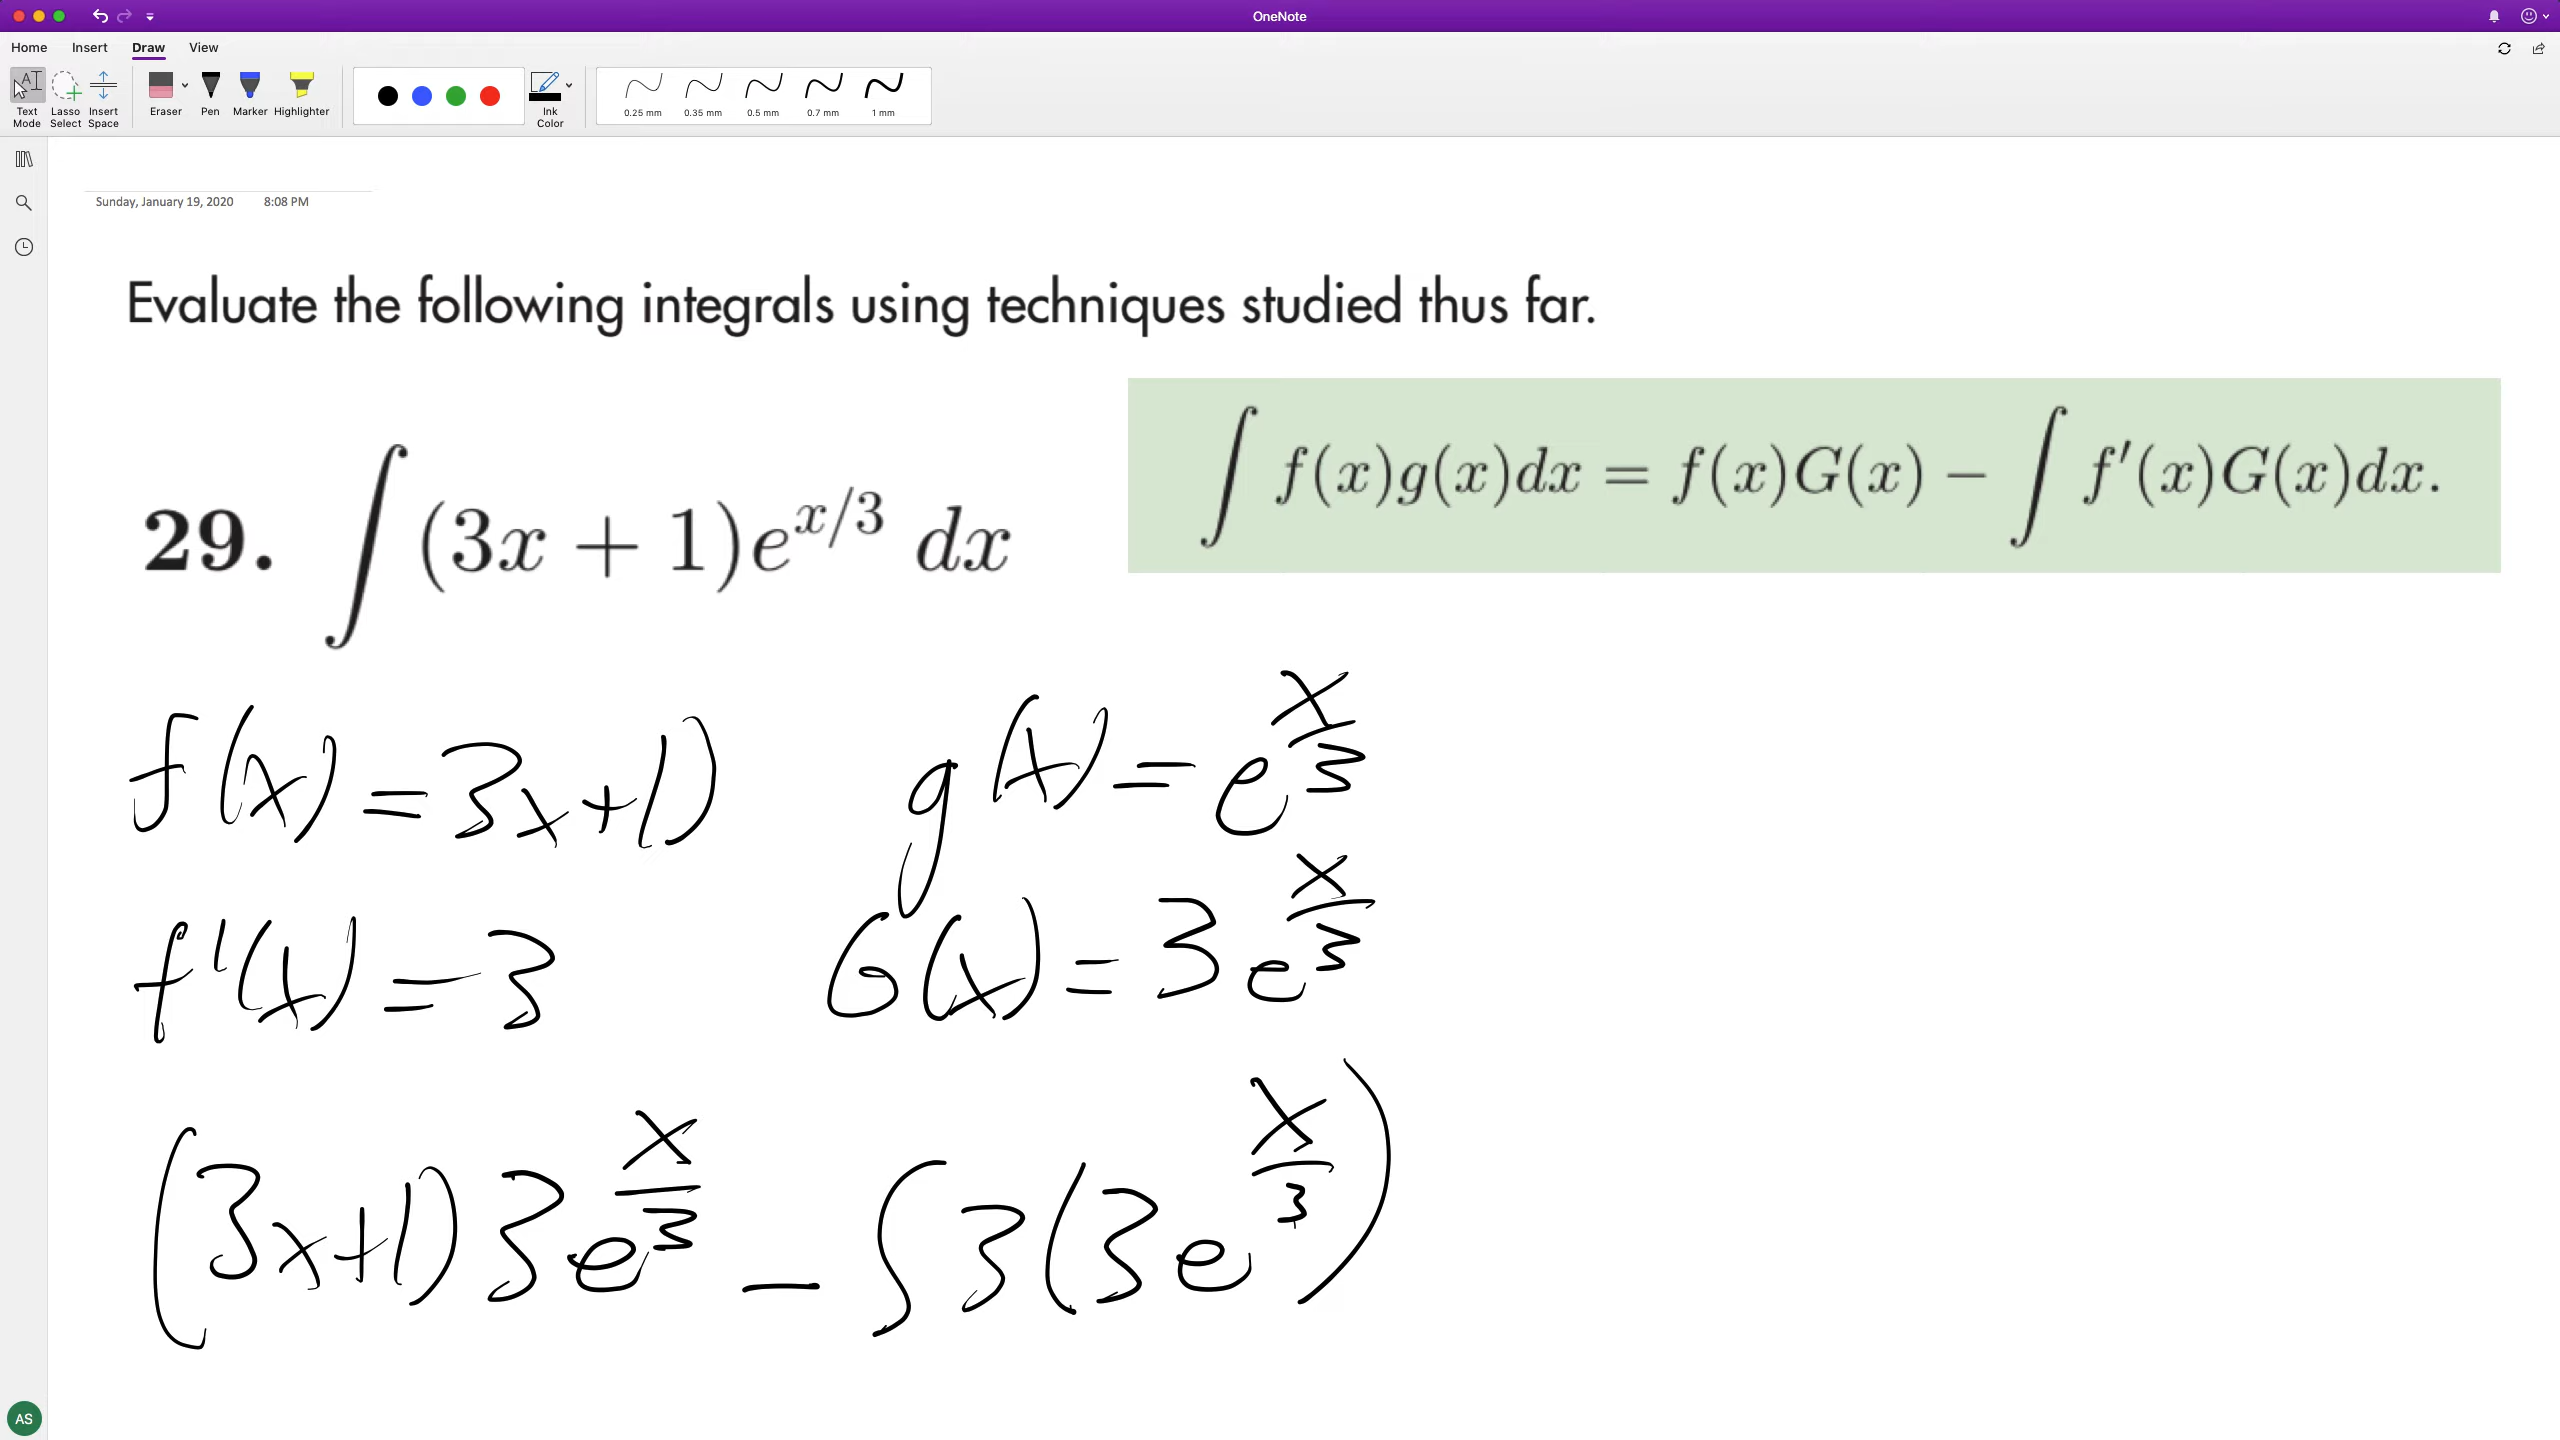 OneNote
Home Insert Draw View
Text Mode Lasso Select Insert Space Eraser Pen Marker Highlighter Ink Color 0.25 mm 0.35 mm 0.5 mm 0.7 mm 1 mm
Sunday, January 19, 2020 8:08 PM
Evaluate the following integrals using techniques studied thus far.
∫ f(x)g(x)dx = f(x)G(x) − ∫ f′(x)G(x)dx.
29. ∫ (3x + 1)e^{x/3} dx
f(x) = 3x+1) g(x) = e^{x/3}
f'(x) = 3 G(x) = 3e^{x/3}
(3x+1)3e^{x/3} − ∫3(3e^{x/3})
AS